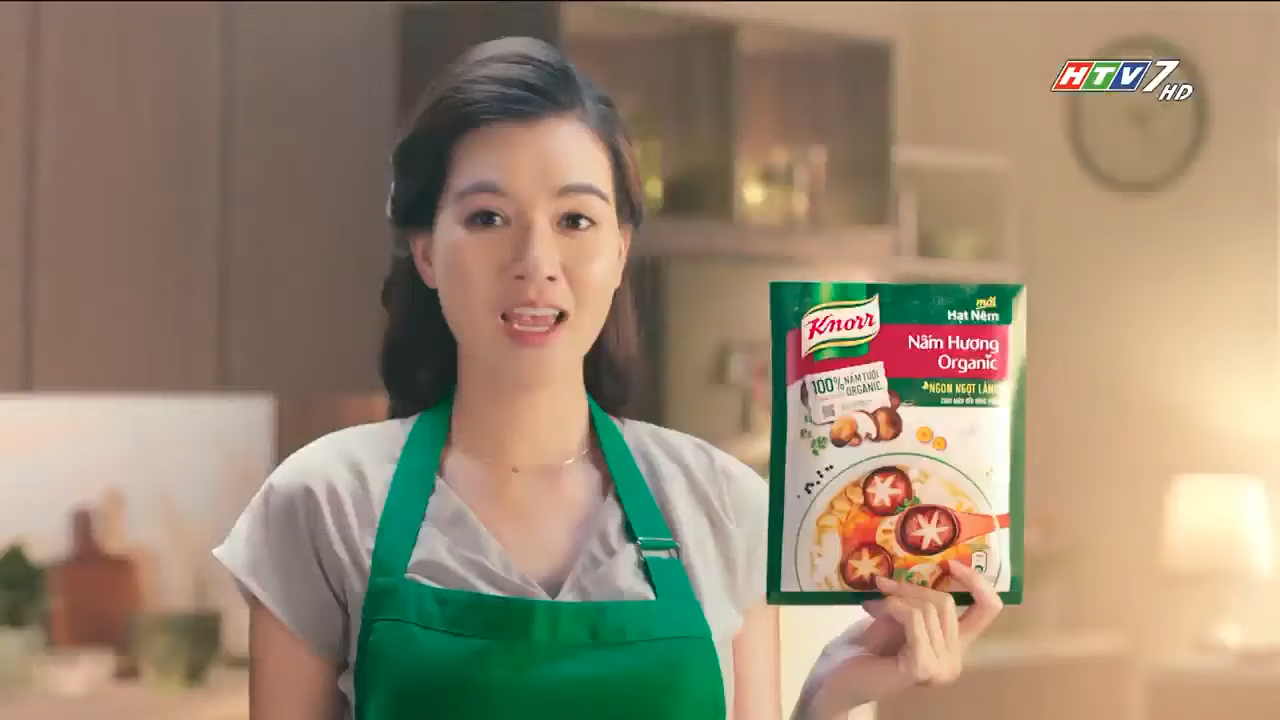 HTV7
HD
Knorr
mới
Hạt Nêm
Nấm Hương
Organic
100% NẤM TƯƠI
ORGANIC
NGON NGỌT LÀNH